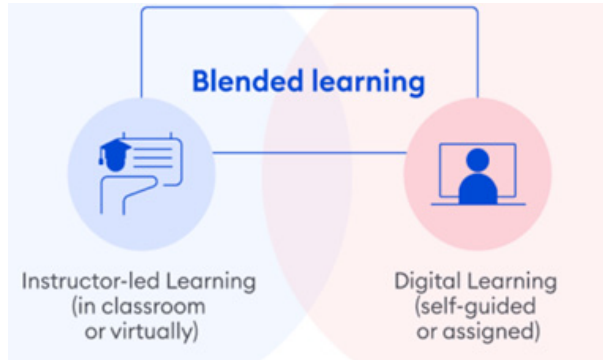 Blended learning
Instructor-led Learning
(in classroom
or virtually)
Digital Learning
(self-guided
or assigned)